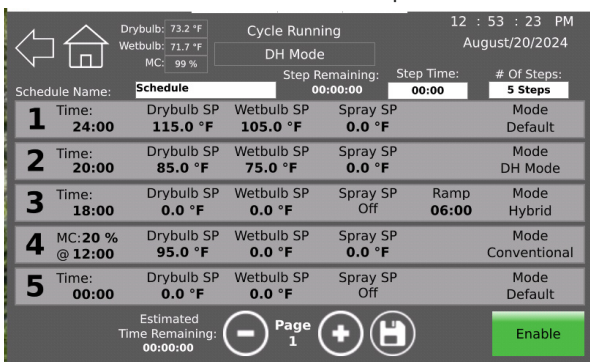 Drybulb: 73.2 °F
Wetbulb: 71.7 °F
MC: 99 %
Cycle Running
DH Mode
12 : 53 : 23 PM
August/20/2024
Schedule Name: Schedule
Step Remaining: 00:00:00
Step Time: 00:00
# Of Steps: 5 Steps
1 Time: Drybulb SP Wetbulb SP Spray SP Mode
24:00 115.0 °F 105.0 °F 0.0 °F Default
2 Time: Drybulb SP Wetbulb SP Spray SP Mode
20:00 85.0 °F 75.0 °F 0.0 °F DH Mode
3 Time: Drybulb SP Wetbulb SP Spray SP Ramp Mode
18:00 0.0 °F 0.0 °F Off 06:00 Hybrid
4 MC:20 % Drybulb SP Wetbulb SP Spray SP Mode
@ 12:00 95.0 °F 0.0 °F 0.0 °F Conventional
5 Time: Drybulb SP Wetbulb SP Spray SP Mode
00:00 0.0 °F 0.0 °F Off Default
Estimated
Time Remaining:
00:00:00
Page
1
Enable